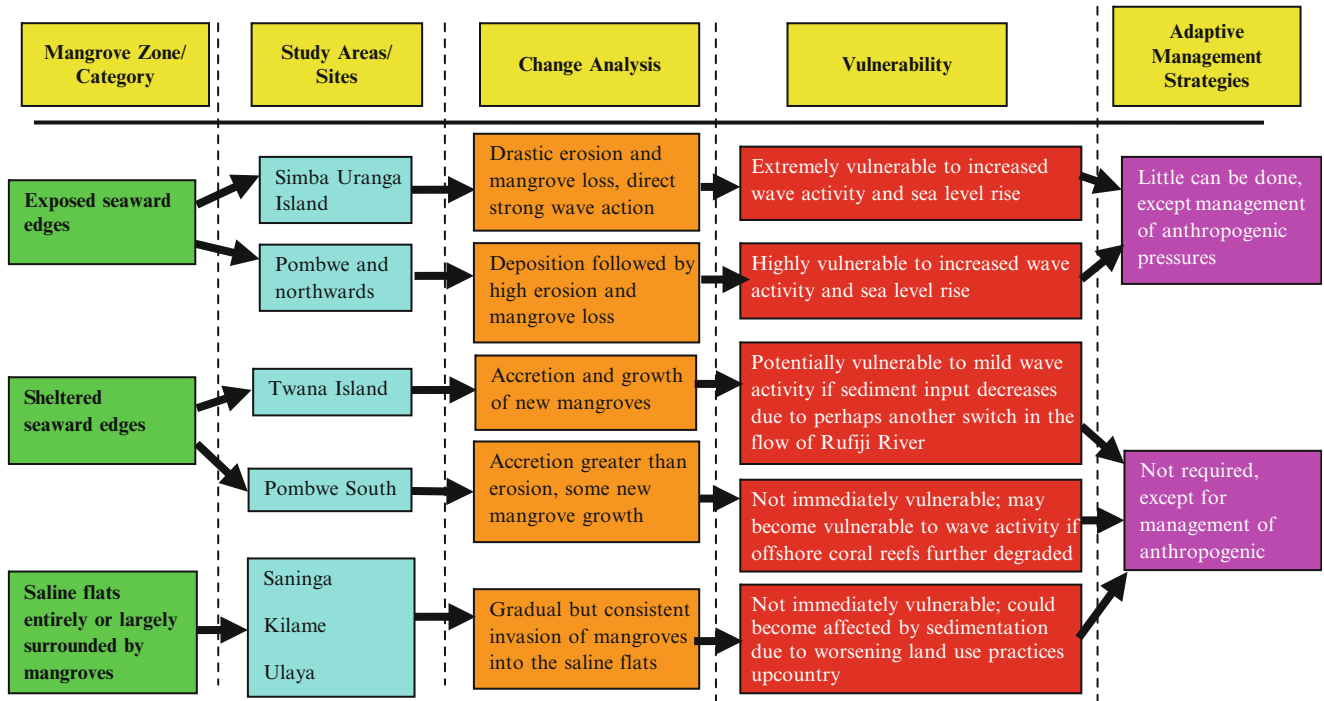 Mangrove Zone/
Category
Study Areas/
Sites
Change Analysis
Vulnerability
Adaptive
Management
Strategies
Exposed seaward
edges
Simba Uranga
Island
Drastic erosion and
mangrove loss, direct
strong wave action
Extremely vulnerable to increased
wave activity and sea level rise
Little can be done,
except management
of anthropogenic
pressures
Pombwe and
northwards
Deposition followed by
high erosion and
mangrove loss
Highly vulnerable to increased wave
activity and sea level rise
Sheltered
seaward edges
Twana Island
Accretion and growth
of new mangroves
Potentially vulnerable to mild wave
activity if sediment input decreases
due to perhaps another switch in the
flow of Rufiji River
Pombwe South
Accretion greater than
erosion, some new
mangrove growth
Not immediately vulnerable; may
become vulnerable to wave activity if
offshore coral reefs further degraded
Not required,
except for
management of
anthropogenic
Saline flats
entirely or largely
surrounded by
mangroves
Saninga
Kilame
Ulaya
Gradual but consistent
invasion of mangroves
into the saline flats
Not immediately vulnerable; could
become affected by sedimentation
due to worsening land use practices
upcountry